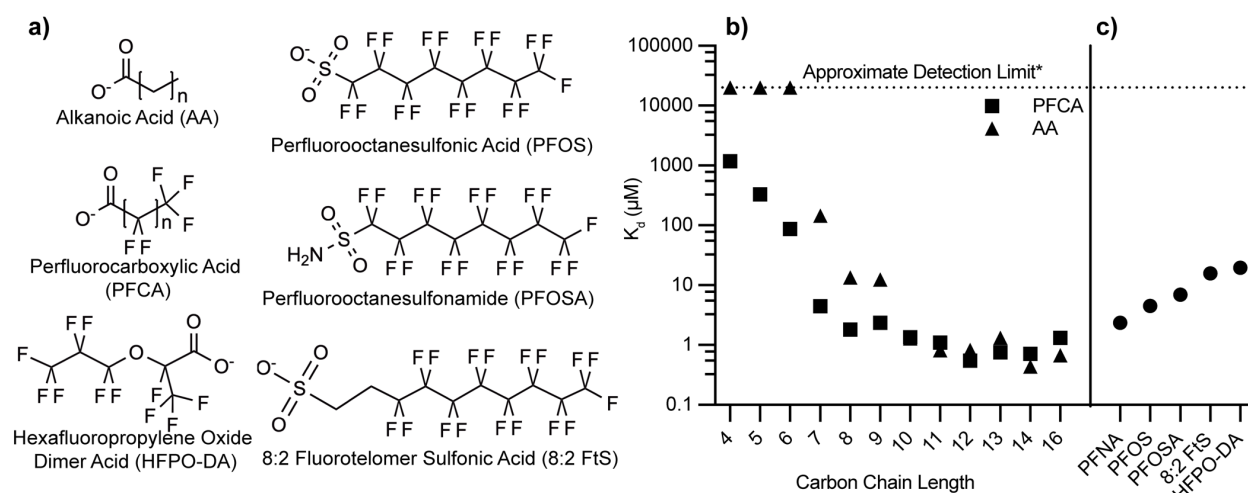 a)
O
O-
n
Alkanoic Acid (AA)
O
O-
F
F
F
n
F F
Perfluorocarboxylic Acid
(PFCA)
F
F F
F
O
O
O-
F
F F
F F
F
F
F
Hexafluoropropylene Oxide
Dimer Acid (HFPO-DA)
O- O
S
O
F F F F F F F F
F
F F F F F F F F
Perfluorooctanesulfonic Acid (PFOS)
O
S
H2N O
F F F F F F F F
F
F F F F F F F F
Perfluorooctanesulfonamide (PFOSA)
O- O
S
O
F F F F F F F F
F
F F F F F F F F
8:2 Fluorotelomer Sulfonic Acid (8:2 FtS)
b)
100000
10000
1000
100
10
1
0.1
Kd (µM)
Approximate Detection Limit*
PFCA
AA
4 5 6 7 8 9 10 11 12 13 14 16
Carbon Chain Length
c)
PFNA
PFOS
PFOSA
8:2 FtS
HFPO-DA